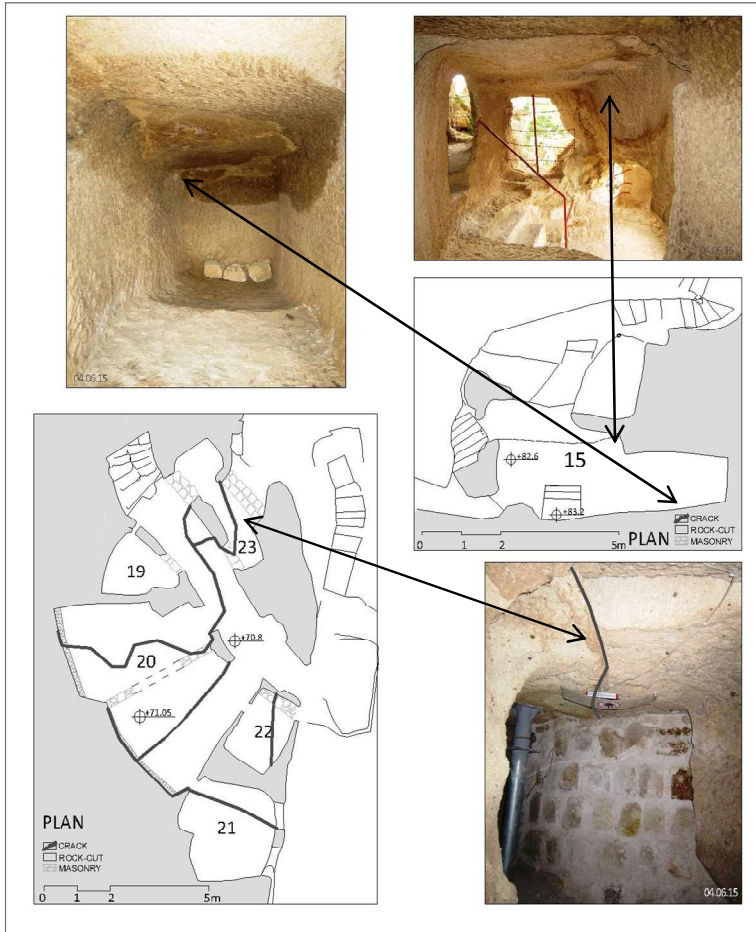 04.06.15
04.06.15
+82.6
15
+83.2
PLAN
CRACK
ROCK-CUT
MASONRY
0 1 2 5m
19
23
20
+70.8
+71.05
22
21
PLAN
CRACK
ROCK-CUT
MASONRY
0 1 2 5m
04.06.15